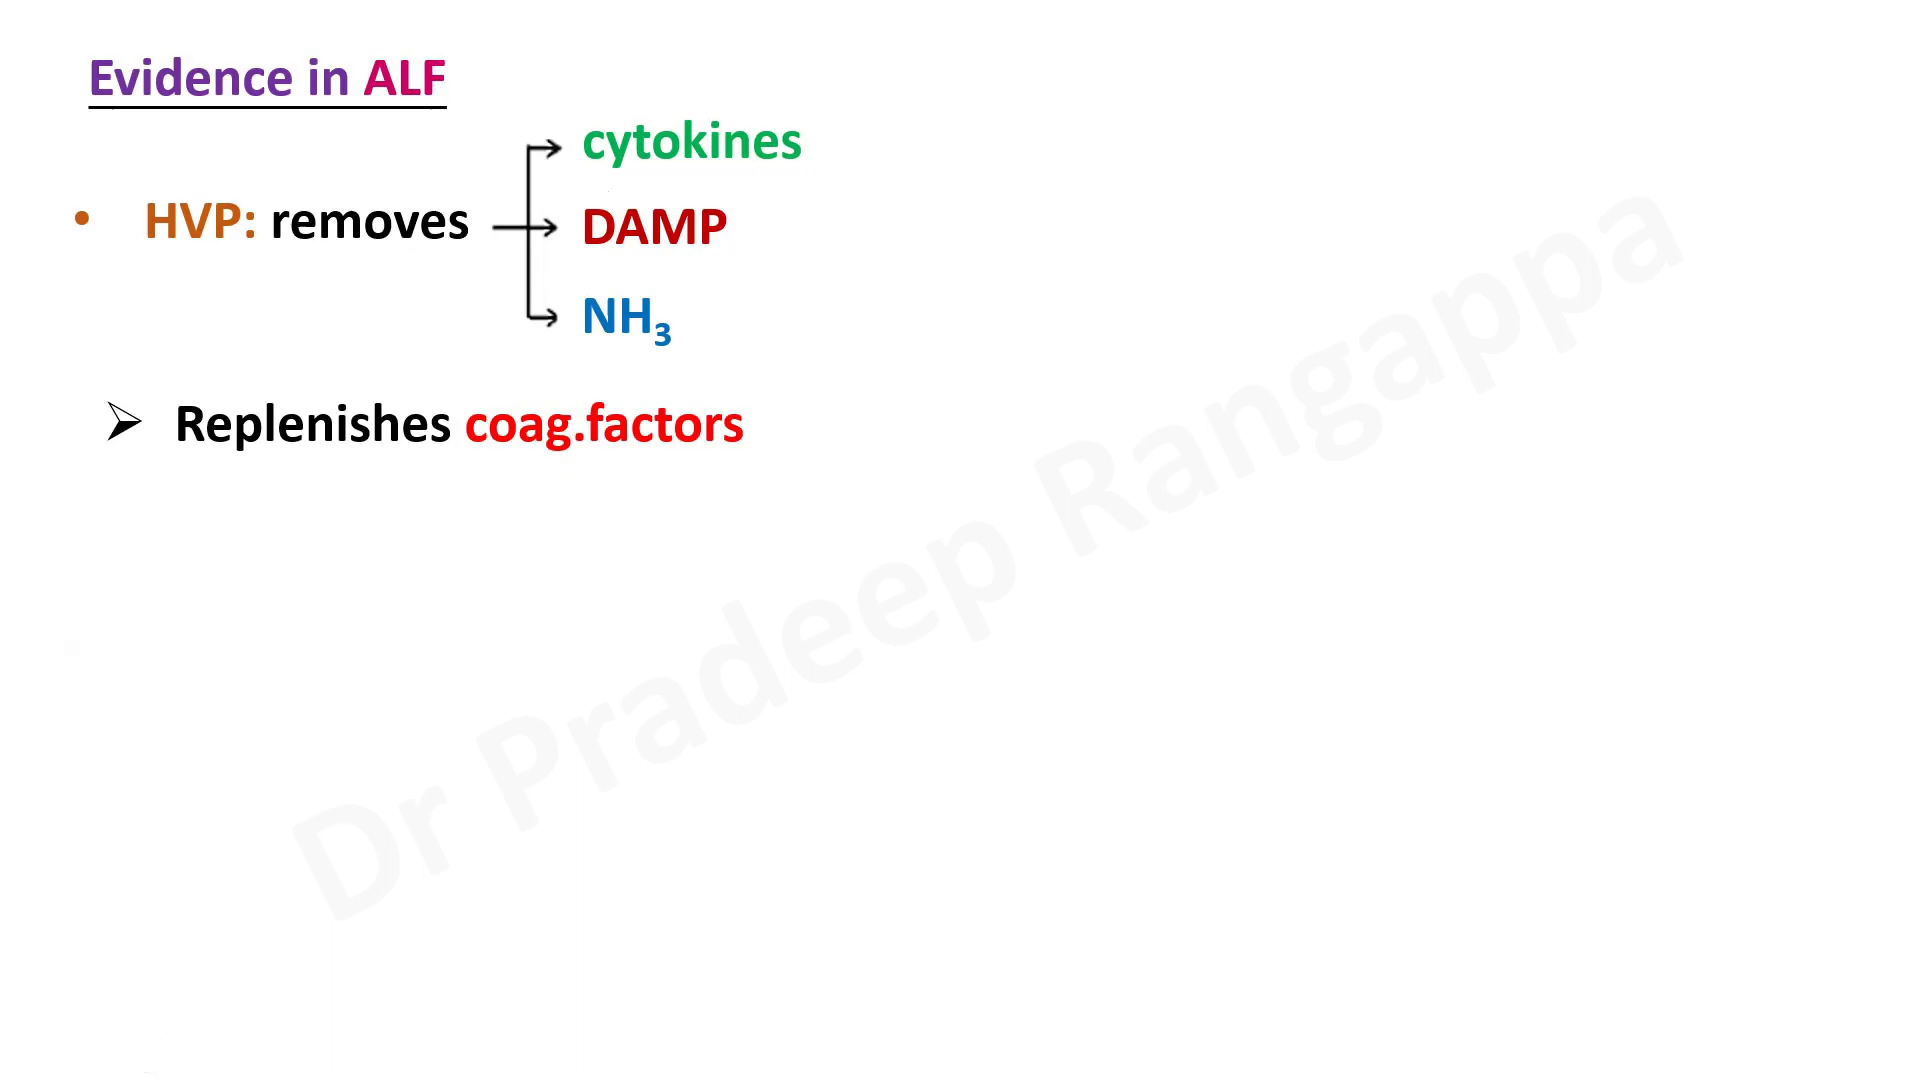 Evidence in ALF
• HVP: removes
cytokines
DAMP
NH₃
➢ Replenishes coag.factors
Dr Pradeep Rangappa